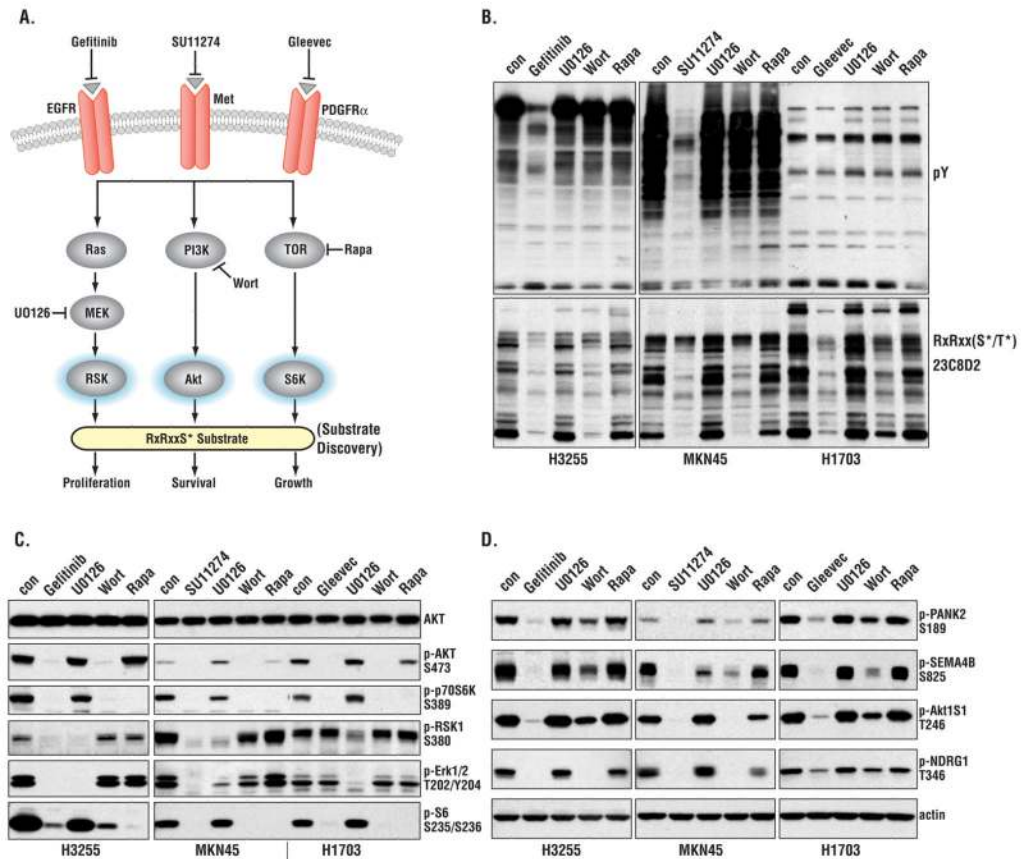 A.
Gefitinib
SU11274
Gleevec
EGFR
Met
PDGFRα
Ras
PI3K
TOR
Rapa
Wort
UO126
MEK
RSK
Akt
S6K
RxRxxS* Substrate
(Substrate
Discovery)
Proliferation
Survival
Growth
B.
con Gefitinib U0126 Wort Rapa con SU11274 U0126 Wort Rapa con Gleevec U0126 Wort Rapa
pY
RxRxx(S*/T*)
23C8D2
H3255 MKN45 H1703
C.
con Gefitinib U0126 Wort Rapa con SU11274 U0126 Wort Rapa con Gleevec U0126 Wort Rapa
AKT
p-AKT
S473
p-p70S6K
S389
p-RSK1
S380
p-Erk1/2
T202/Y204
p-S6
S235/S236
H3255 MKN45 H1703
D.
con Gefitinib U0126 Wort Rapa con SU11274 U0126 Wort Rapa con Gleevec U0126 Wort Rapa
p-PANK2
S189
p-SEMA4B
S825
p-Akt1S1
T246
p-NDRG1
T346
actin
H3255 MKN45 H1703